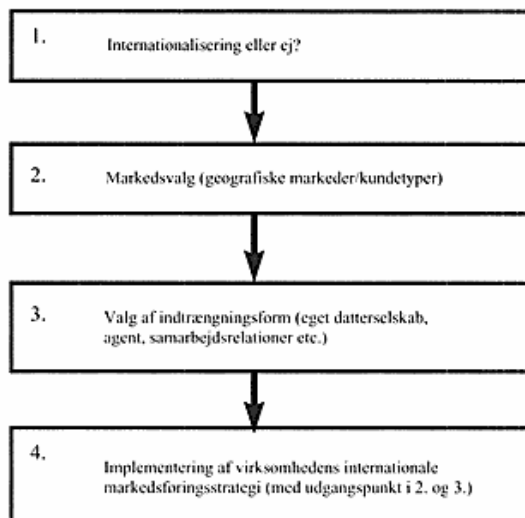 1. Internationalisering eller ej?
2. Markedsvalg (geografiske markeder/kundetyper)
3. Valg af indtrængningsform (eget datterselskab,
agent, samarbejdsrelationer etc.)
4. Implementering af virksomhedens internationale
markedsføringsstrategi (med udgangspunkt i 2. og 3.)